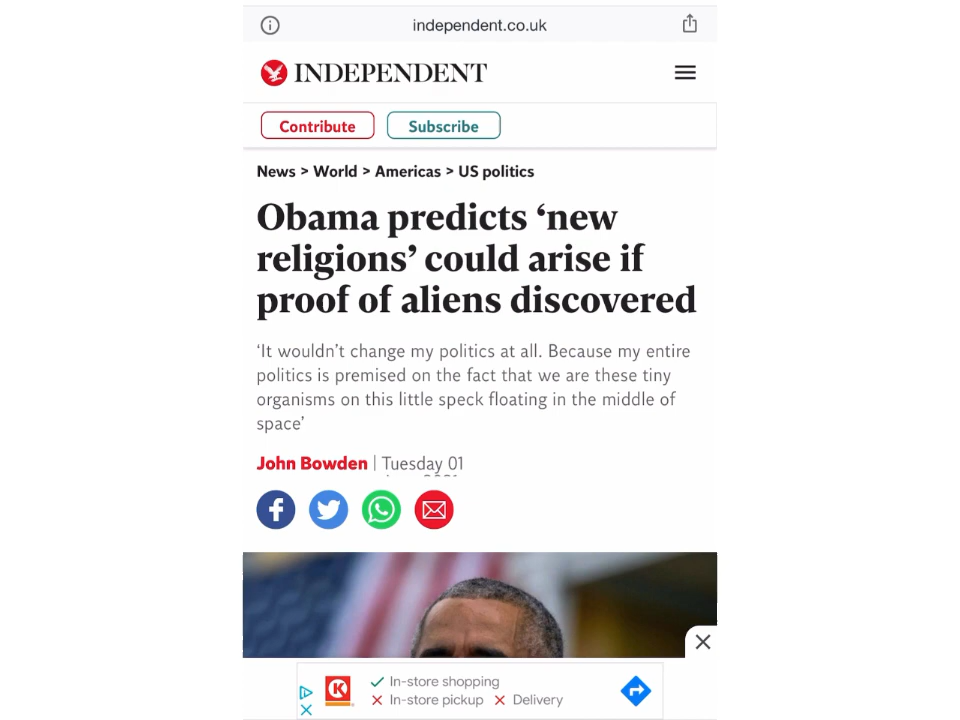 independent.co.uk
INDEPENDENT
Contribute Subscribe
News > World > Americas > US politics
Obama predicts ‘new
religions’ could arise if
proof of aliens discovered
‘It wouldn’t change my politics at all. Because my entire
politics is premised on the fact that we are these tiny
organisms on this little speck floating in the middle of
space’
John Bowden | Tuesday 01
In-store shopping
In-store pickup Delivery